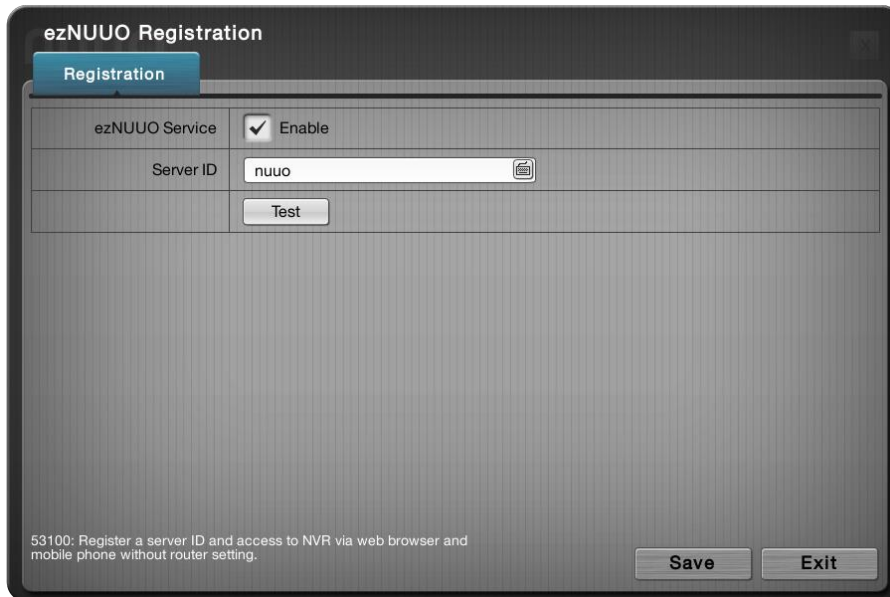 ezNUUO Registration
Registration
ezNUUO Service
Enable
Server ID
nuuo
Test
53100: Register a server ID and access to NVR via web browser and
mobile phone without router setting.
Save
Exit